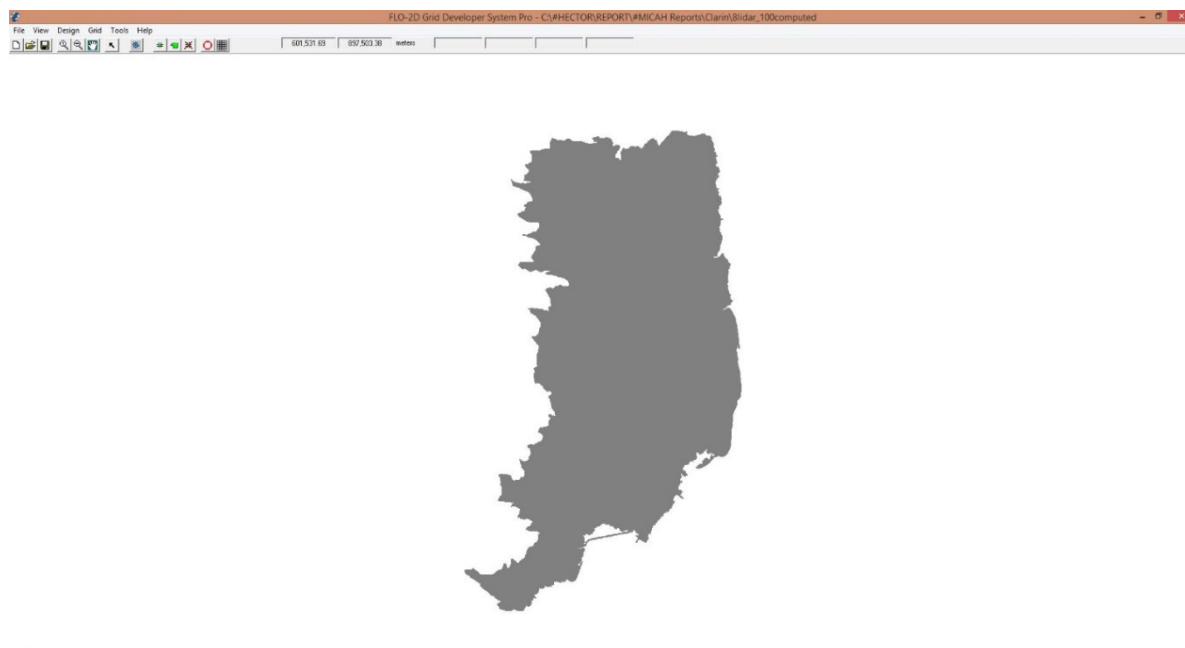 FLO-2D Grid Developer System Pro - C:\#HECTOR\REPORT\#MICAH Reports\Clarin\8lidar_100computed
File View Design Grid Tools Help
601,531.69 897,503.38 meters